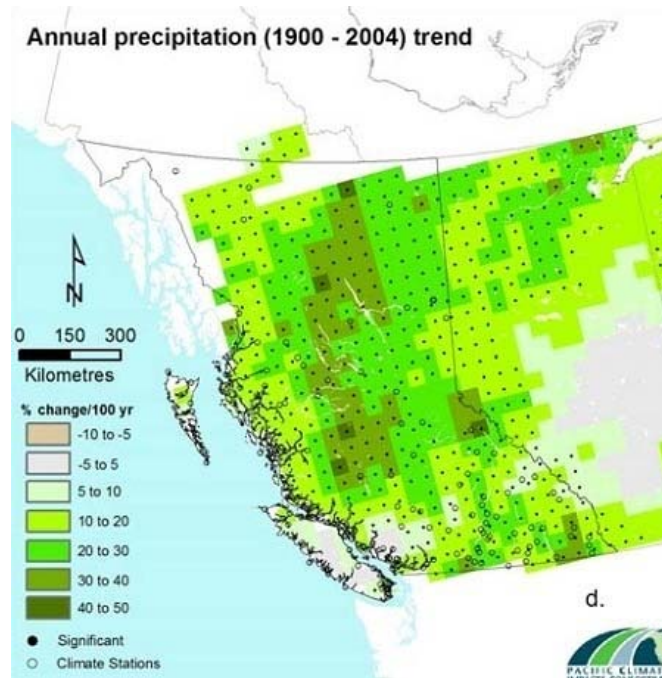 Annual precipitation (1900 - 2004) trend
N
0 150 300
Kilometres
% change/100 yr
-10 to -5
-5 to 5
5 to 10
10 to 20
20 to 30
30 to 40
40 to 50
Significant
Climate Stations
d.
PACIFIC CLIMATE